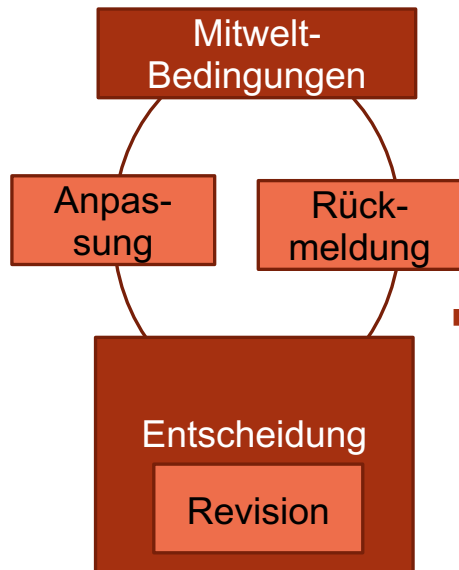 Mitwelt-
Bedingungen
Anpas-
sung
Rück-
meldung
Entscheidung
Revision